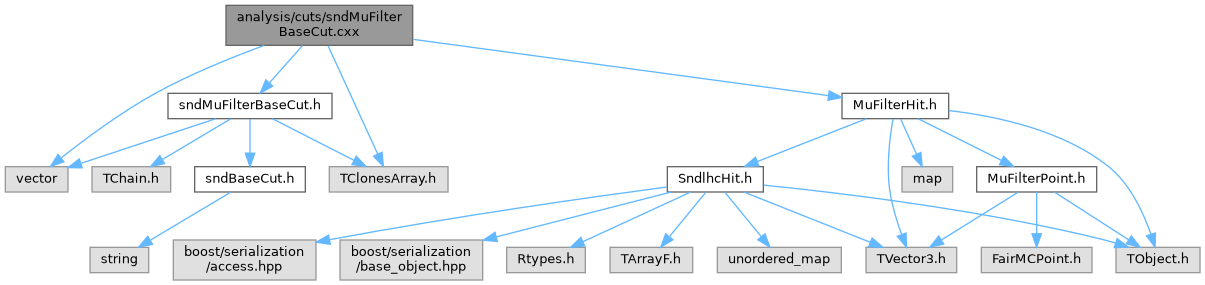 analysis/cuts/sndMuFilter
BaseCut.cxx
sndMuFilterBaseCut.h
MuFilterHit.h
vector
TChain.h
sndBaseCut.h
TClonesArray.h
SndlhcHit.h
map
MuFilterPoint.h
string
boost/serialization
/access.hpp
boost/serialization
/base_object.hpp
Rtypes.h
TArrayF.h
unordered_map
TVector3.h
FairMCPoint.h
TObject.h